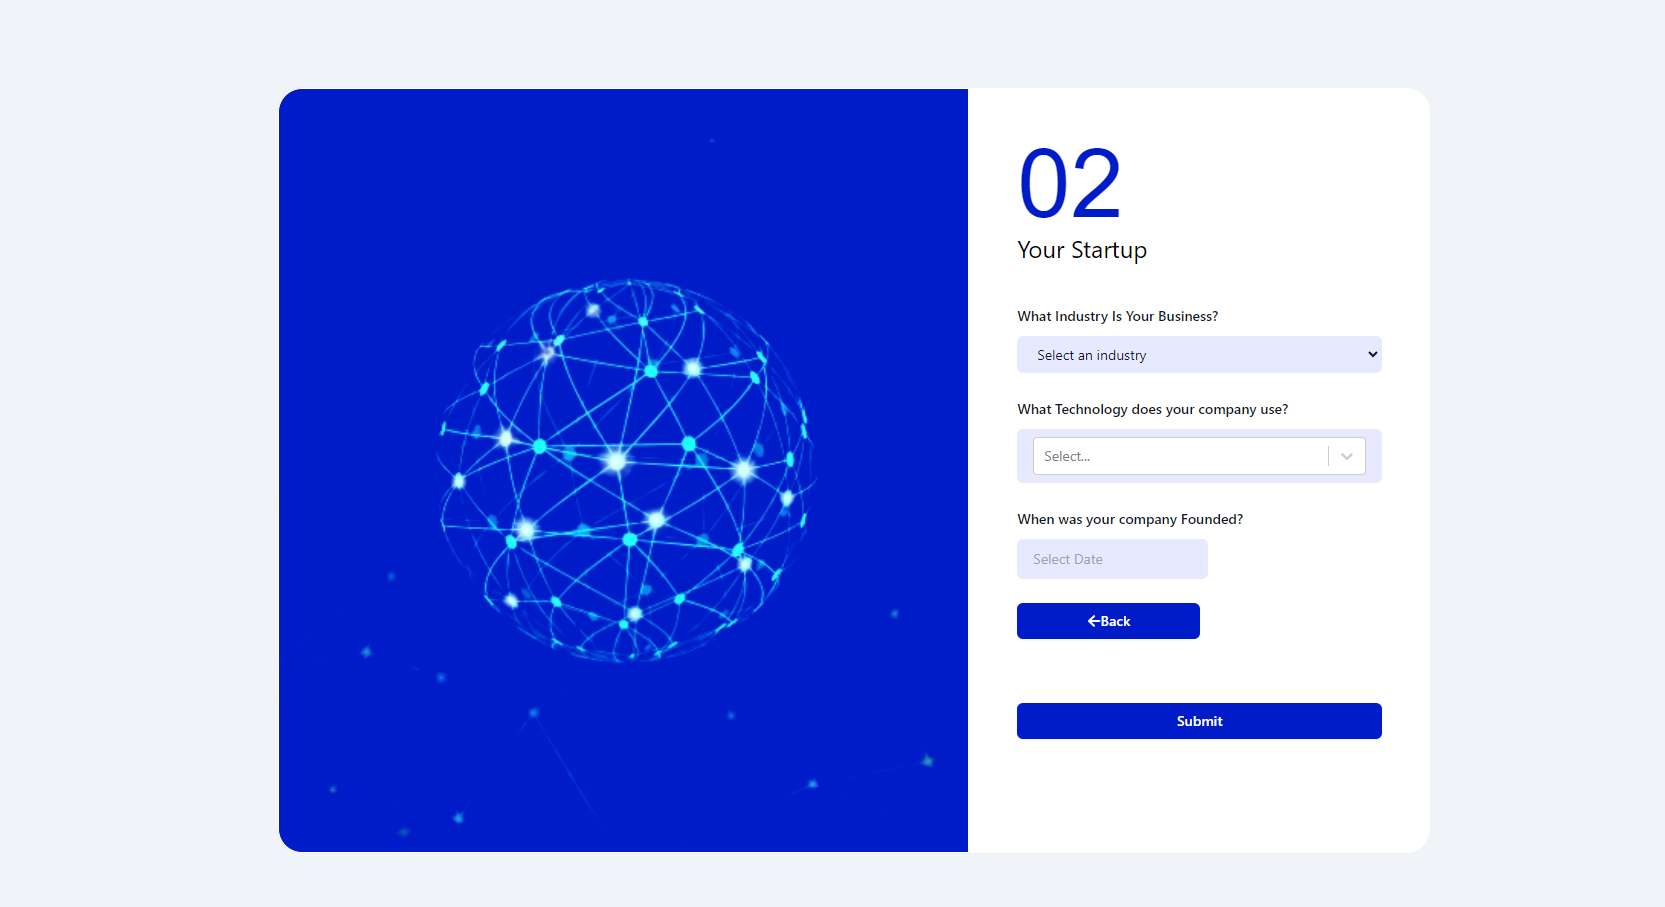 02
Your Startup
What Industry Is Your Business?
Select an industry
What Technology does your company use?
Select...
When was your company Founded?
Select Date
Back
Submit